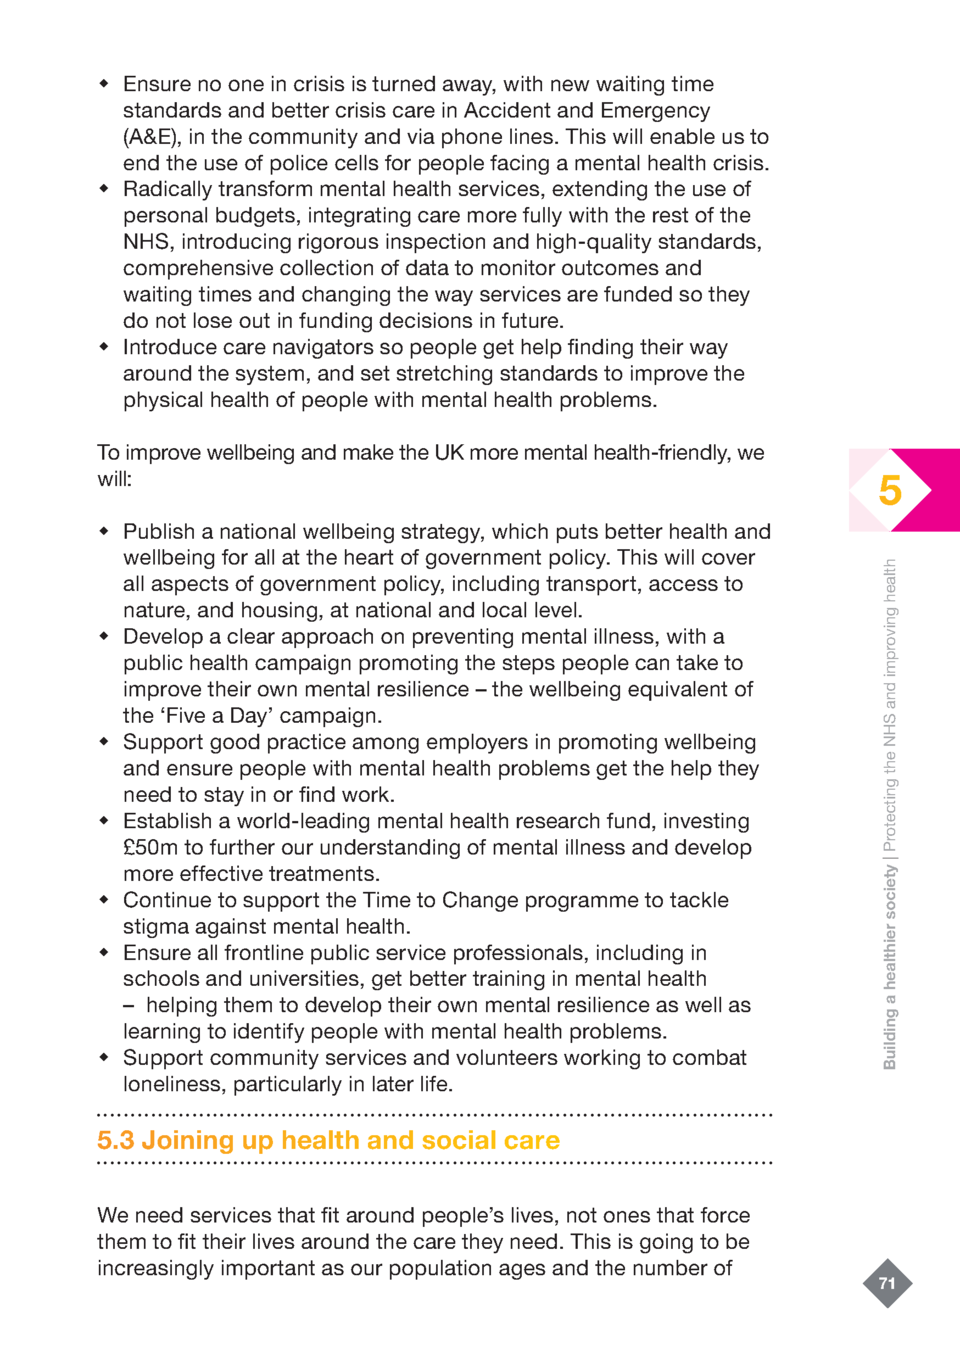 ◆ Ensure no one in crisis is turned away, with new waiting time
standards and better crisis care in Accident and Emergency
(A&E), in the community and via phone lines. This will enable us to
end the use of police cells for people facing a mental health crisis.
◆ Radically transform mental health services, extending the use of
personal budgets, integrating care more fully with the rest of the
NHS, introducing rigorous inspection and high-quality standards,
comprehensive collection of data to monitor outcomes and
waiting times and changing the way services are funded so they
do not lose out in funding decisions in future.
◆ Introduce care navigators so people get help finding their way
around the system, and set stretching standards to improve the
physical health of people with mental health problems.
To improve wellbeing and make the UK more mental health-friendly, we
will:
◆ Publish a national wellbeing strategy, which puts better health and
wellbeing for all at the heart of government policy. This will cover
all aspects of government policy, including transport, access to
nature, and housing, at national and local level.
◆ Develop a clear approach on preventing mental illness, with a
public health campaign promoting the steps people can take to
improve their own mental resilience – the wellbeing equivalent of
the ‘Five a Day’ campaign.
◆ Support good practice among employers in promoting wellbeing
and ensure people with mental health problems get the help they
need to stay in or find work.
◆ Establish a world-leading mental health research fund, investing
£50m to further our understanding of mental illness and develop
more effective treatments.
◆ Continue to support the Time to Change programme to tackle
stigma against mental health.
◆ Ensure all frontline public service professionals, including in
schools and universities, get better training in mental health
– helping them to develop their own mental resilience as well as
learning to identify people with mental health problems.
◆ Support community services and volunteers working to combat
loneliness, particularly in later life.
5.3 Joining up health and social care
We need services that fit around people’s lives, not ones that force
them to fit their lives around the care they need. This is going to be
increasingly important as our population ages and the number of
5
Building a healthier society | Protecting the NHS and improving health
71